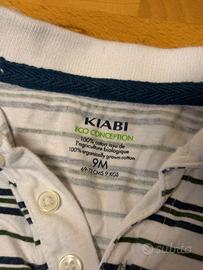 KIABI
ECO CONCEPTION
100% coton issu de
l'agriculture biologique
100% organically grown cotton
9M
69-71CMS 9 KGS
subito